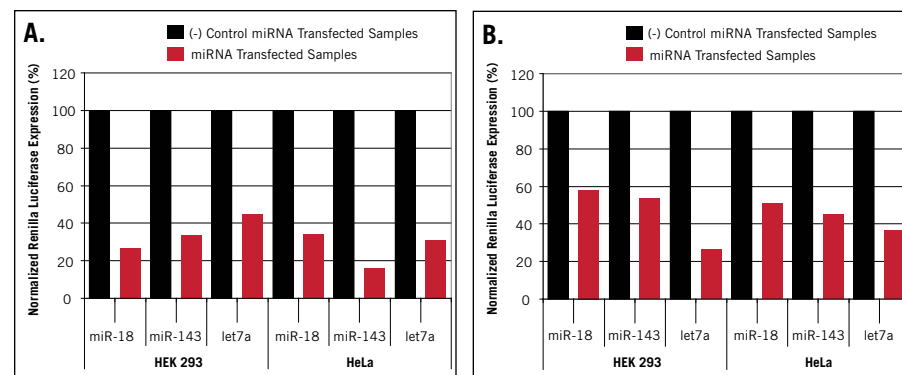 A.
(-) Control miRNA Transfected Samples
miRNA Transfected Samples
Normalized Renilla Luciferase Expression (%)
120
100
80
60
40
20
0
miR-18 miR-143 let7a miR-18 miR-143 let7a
HEK 293 HeLa
B.
(-) Control miRNA Transfected Samples
miRNA Transfected Samples
Normalized Renilla Luciferase Expression (%)
120
100
80
60
40
20
0
miR-18 miR-143 let7a miR-18 miR-143 let7a
HEK 293 HeLa